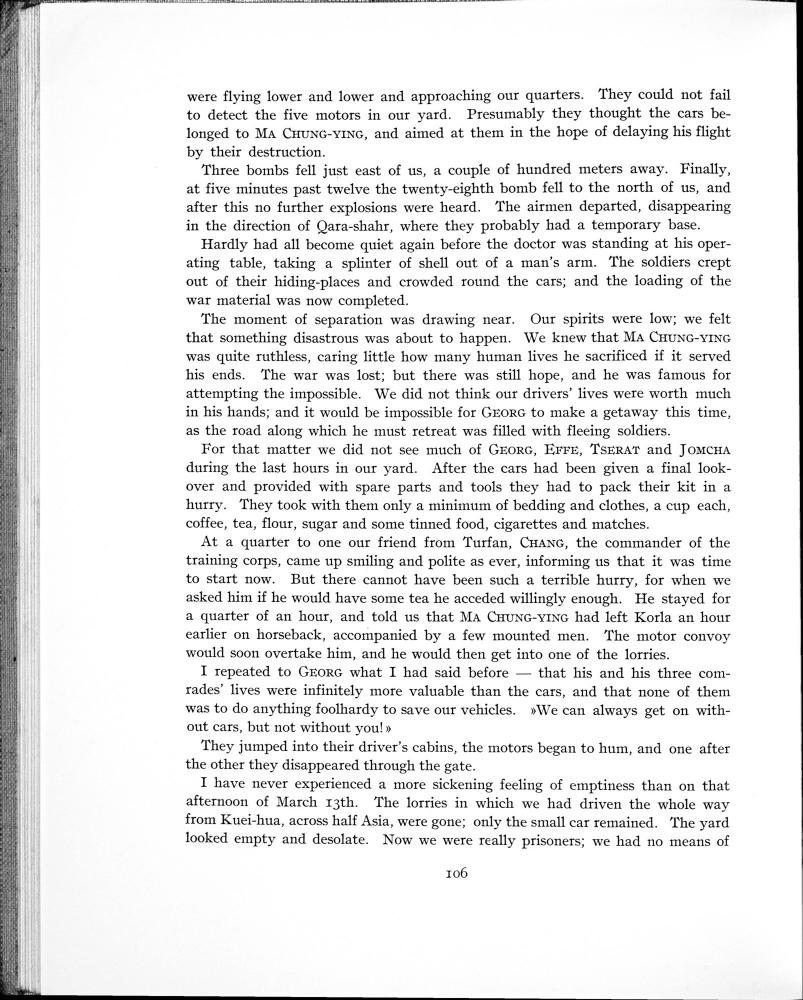 were flying lower and lower and approaching our quarters. They could not fail
to detect the five motors in our yard. Presumably they thought the cars be-
longed to MA CHUNG-YING, and aimed at them in the hope of delaying his flight
by their destruction.
Three bombs fell just east of us, a couple of hundred meters away. Finally,
at five minutes past twelve the twenty-eighth bomb fell to the north of us, and
after this no further explosions were heard. The airmen departed, disappearing
in the direction of Qara-shahr, where they probably had a temporary base.
Hardly had all become quiet again before the doctor was standing at his oper-
ating table, taking a splinter of shell out of a man's arm. The soldiers crept
out of their hiding-places and crowded round the cars; and the loading of the
war material was now completed.
The moment of separation was drawing near. Our spirits were low; we felt
that something disastrous was about to happen. We knew that MA CHUNG-YING
was quite ruthless, caring little how many human lives he sacrificed if it served
his ends. The war was lost; but there was still hope, and he was famous for
attempting the impossible. We did not think our drivers' lives were worth much
in his hands; and it would be impossible for GEORG to make a getaway this time,
as the road along which he must retreat was filled with fleeing soldiers.
For that matter we did not see much of GEORG, EFFE, TSERAT and JOMCHA
during the last hours in our yard. After the cars had been given a final look-
over and provided with spare parts and tools they had to pack their kit in a
hurry. They took with them only a minimum of bedding and clothes, a cup each,
coffee, tea, flour, sugar and some tinned food, cigarettes and matches.
At a quarter to one our friend from Turfan, CHANG, the commander of the
training corps, came up smiling and polite as ever, informing us that it was time
to start now. But there cannot have been such a terrible hurry, for when we
asked him if he would have some tea he acceded willingly enough. He stayed for
a quarter of an hour, and told us that MA CHUNG-YING had left Korla an hour
earlier on horseback, accompanied by a few mounted men. The motor convoy
would soon overtake him, and he would then get into one of the lorries.
I repeated to GEORG what I had said before — that his and his three com-
rades' lives were infinitely more valuable than the cars, and that none of them
was to do anything foolhardy to save our vehicles. »We can always get on with-
out cars, but not without you!»
They jumped into their driver's cabins, the motors began to hum, and one after
the other they disappeared through the gate.
I have never experienced a more sickening feeling of emptiness than on that
afternoon of March 13th. The lorries in which we had driven the whole way
from Kuei-hua, across half Asia, were gone; only the small car remained. The yard
looked empty and desolate. Now we were really prisoners; we had no means of
106